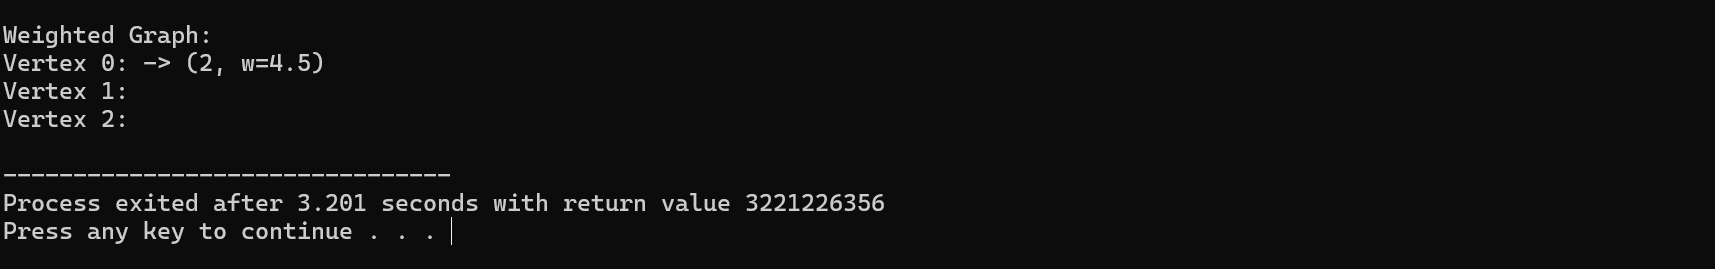 Weighted Graph:
Vertex 0: -> (2, w=4.5)
Vertex 1:
Vertex 2:
--------------------------------
Process exited after 3.201 seconds with return value 3221226356
Press any key to continue . . .